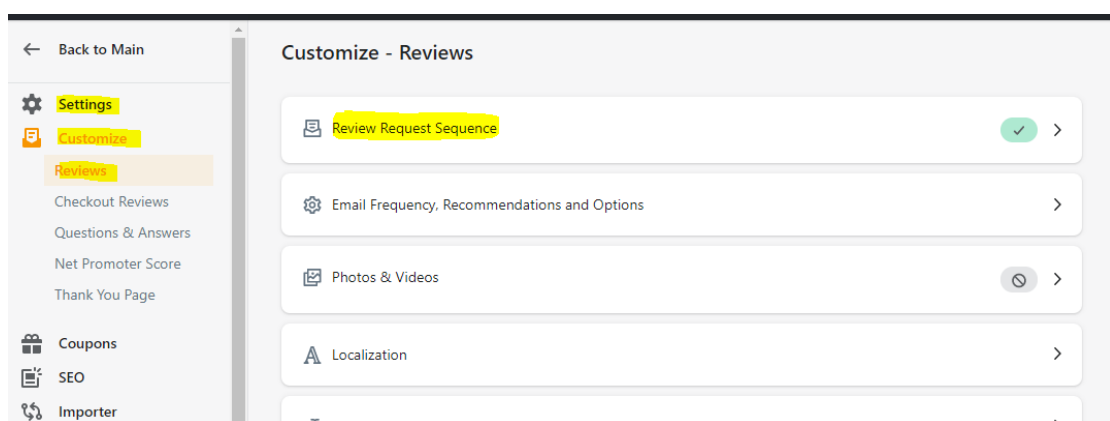 Back to Main
Settings
Customize
Reviews
Checkout Reviews
Questions & Answers
Net Promoter Score
Thank You Page
Coupons
SEO
Importer
Customize - Reviews
Review Request Sequence
Email Frequency, Recommendations and Options
Photos & Videos
Localization